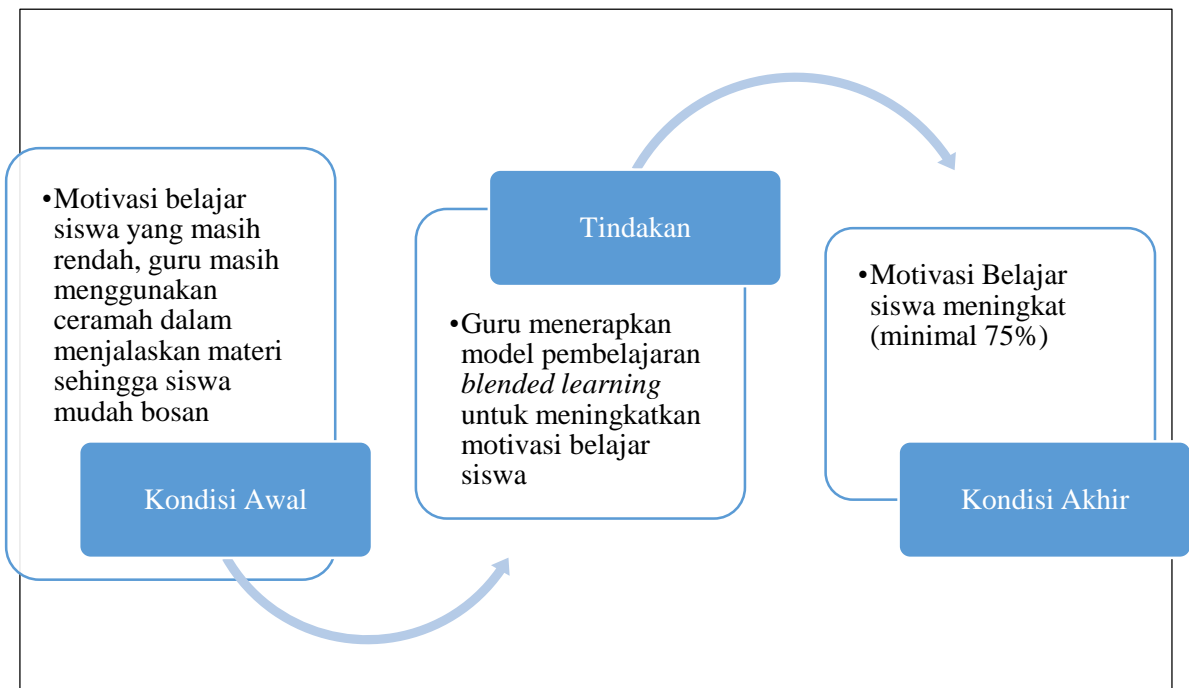 •Motivasi belajar
siswa yang masih
rendah, guru masih
menggunakan
ceramah dalam
menjalaskan materi
sehingga siswa
mudah bosan
Kondisi Awal
Tindakan
•Guru menerapkan
model pembelajaran
blended learning
untuk meningkatkan
motivasi belajar
siswa
•Motivasi Belajar
siswa meningkat
(minimal 75%)
Kondisi Akhir